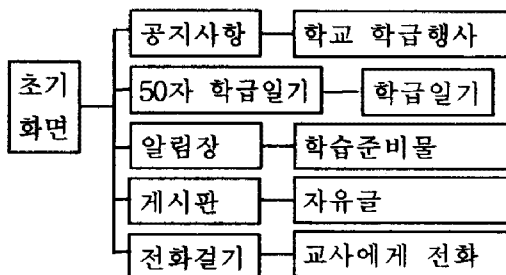 초기
화면
공지사항
학교 학급행사
50자 학급일기
학급일기
알림장
학습준비물
게시판
자유글
전화걸기
교사에게 전화